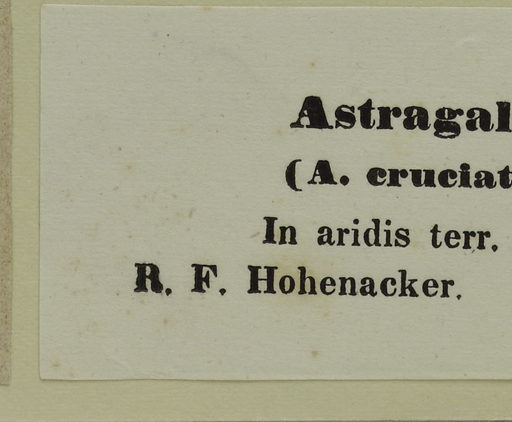 Astragal
(A. cruciat
In aridis terr.
R. F. Hohenacker.